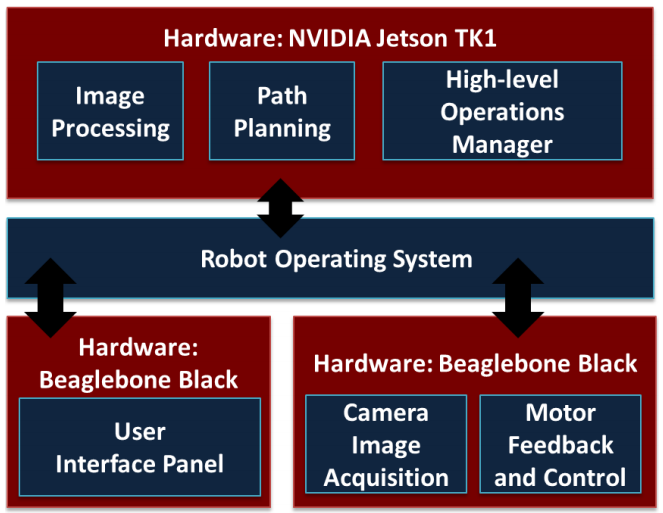 Hardware: NVIDIA Jetson TK1
Image
Processing
Path
Planning
High-level
Operations
Manager
Robot Operating System
Hardware:
Beaglebone Black
User
Interface Panel
Hardware: Beaglebone Black
Camera
Image
Acquisition
Motor
Feedback
and Control